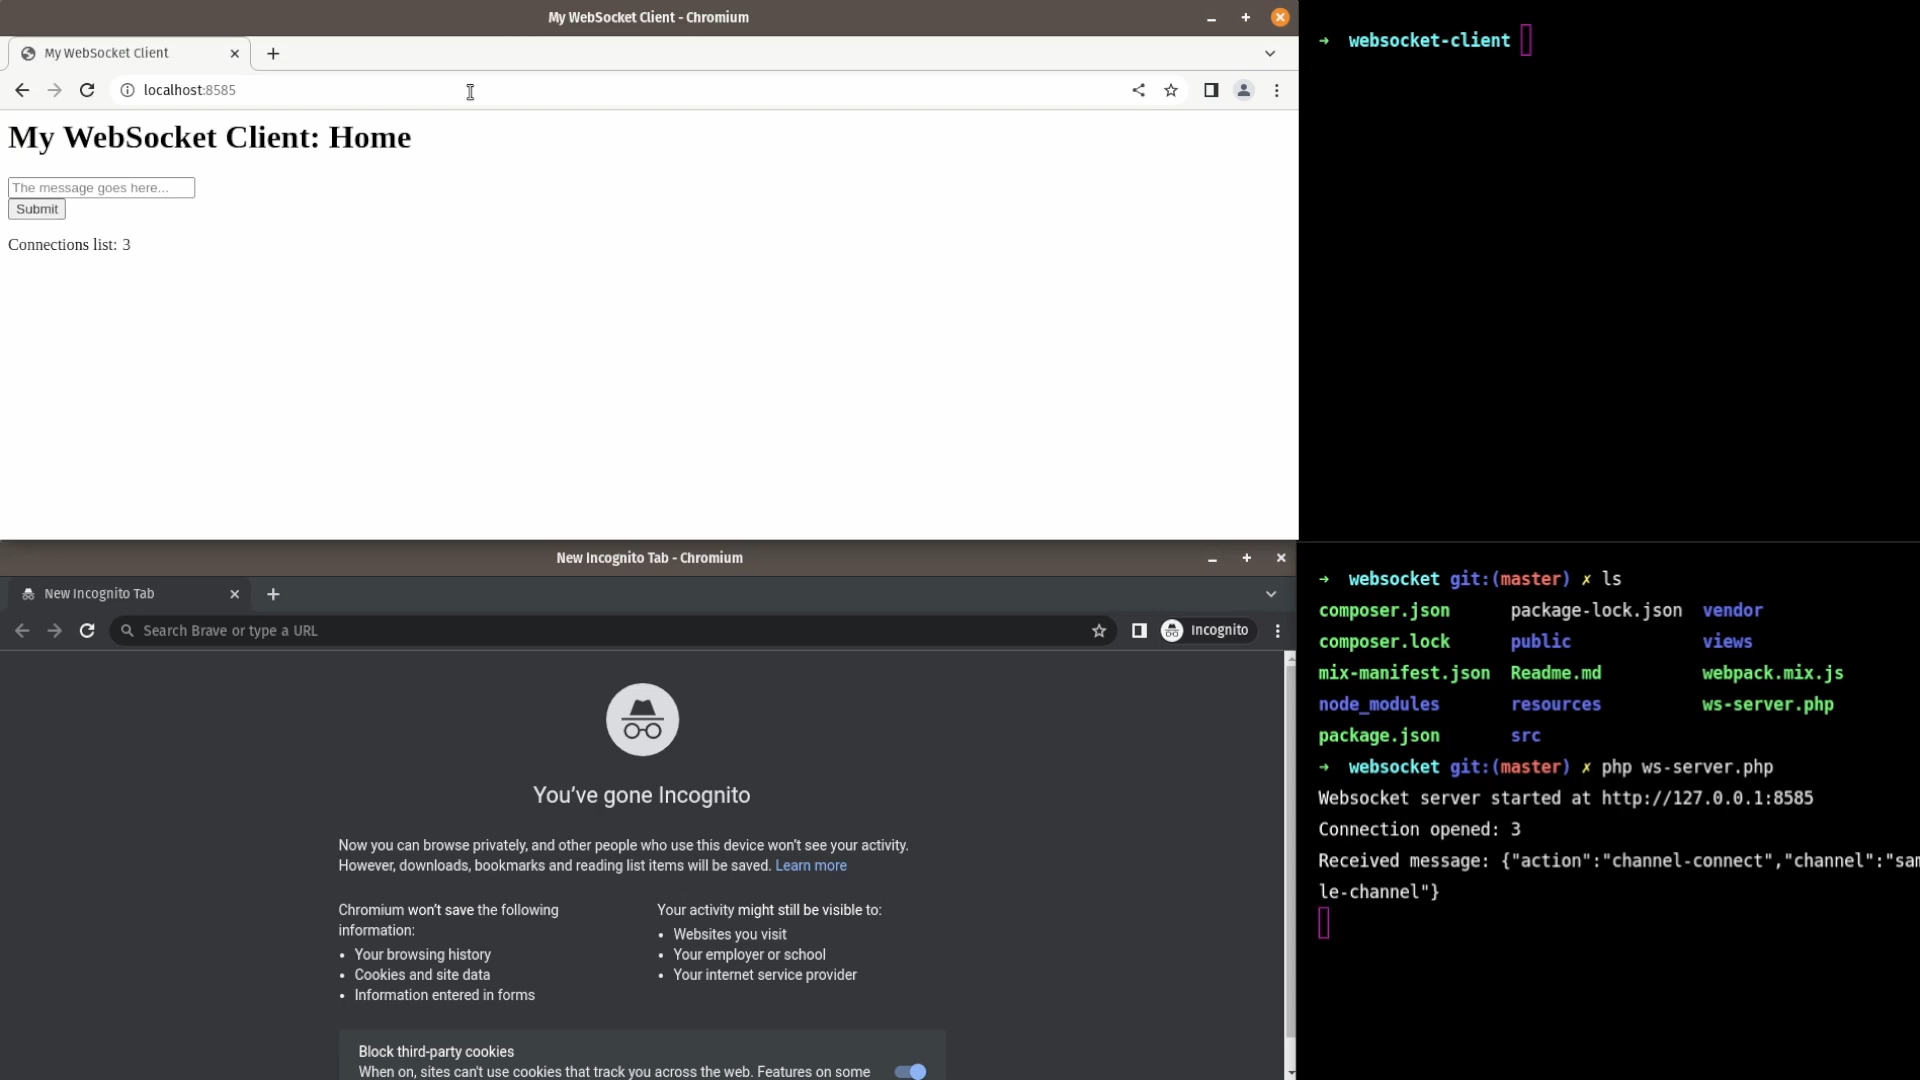 My WebSocket Client - Chromium
My WebSocket Client
localhost:8585
My WebSocket Client: Home
The message goes here...
Submit
Connections list: 3
→ websocket-client
New Incognito Tab - Chromium
New Incognito Tab
Search Brave or type a URL
Incognito
You've gone Incognito
Now you can browse privately, and other people who use this device won't see your activity.
However, downloads, bookmarks and reading list items will be saved. Learn more
Chromium won't save the following
information:
• Your browsing history
• Cookies and site data
• Information entered in forms
Your activity might still be visible to:
• Websites you visit
• Your employer or school
• Your internet service provider
Block third-party cookies
When on, sites can't use cookies that track you across the web. Features on some
→ websocket git:(master) ✗ ls
composer.json package-lock.json vendor
composer.lock public views
mix-manifest.json Readme.md webpack.mix.js
node_modules resources ws-server.php
package.json src
→ websocket git:(master) ✗ php ws-server.php
Websocket server started at http://127.0.0.1:8585
Connection opened: 3
Received message: {"action":"channel-connect","channel":"sam
le-channel"}